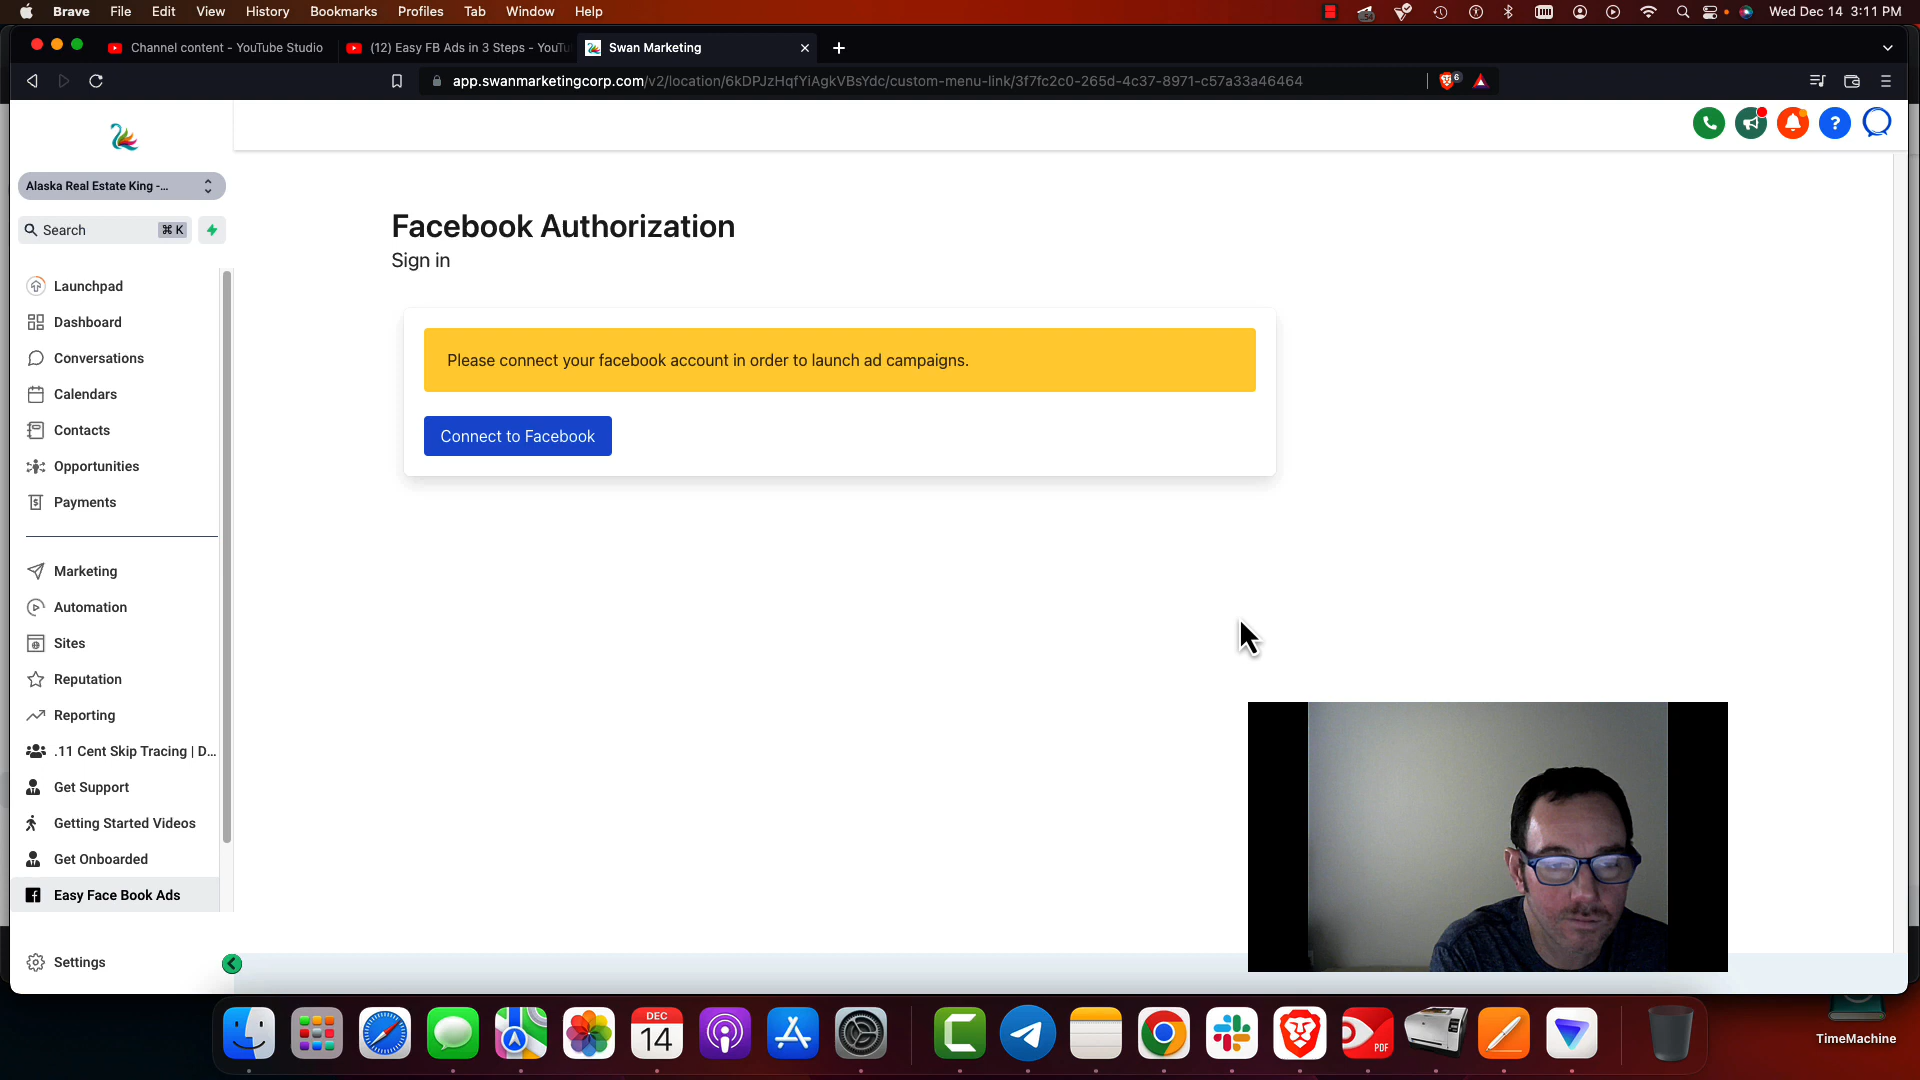 Brave File Edit View History Bookmarks Profiles Tab Window Help
Wed Dec 14 3:11 PM
Channel content - YouTube Studio
(12) Easy FB Ads in 3 Steps - YouTu
Swan Marketing
app.swanmarketingcorp.com/v2/location/6kDPJzHqfYiAgkVBsYdc/custom-menu-link/3f7fc2c0-265d-4c37-8971-c57a33a46464
6
Alaska Real Estate King -...
Search ⌘ K
Launchpad
Dashboard
Conversations
Calendars
Contacts
Opportunities
Payments
Marketing
Automation
Sites
Reputation
Reporting
.11 Cent Skip Tracing | D...
Get Support
Getting Started Videos
Get Onboarded
Easy Face Book Ads
Settings
Facebook Authorization
Sign in
Please connect your facebook account in order to launch ad campaigns.
Connect to Facebook
DEC
14
PDF
TimeMachine